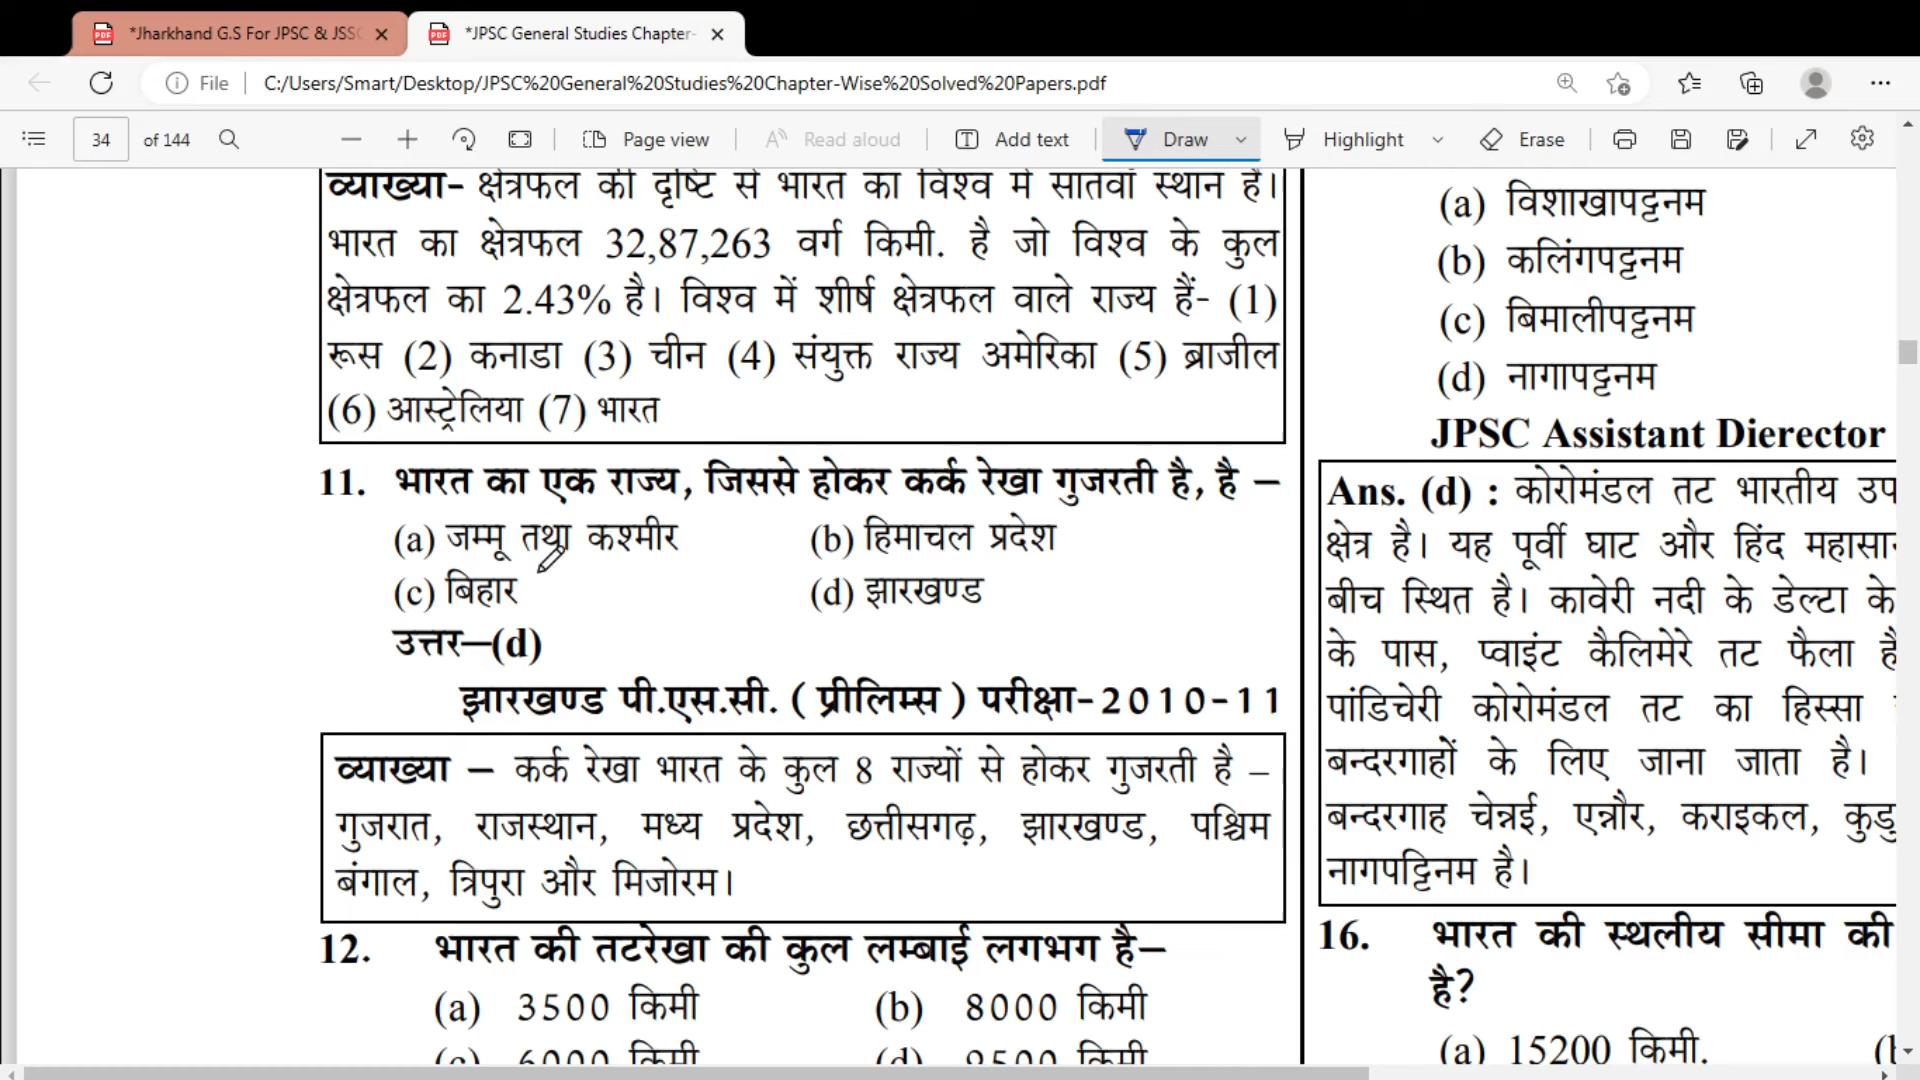 *Jharkhand G.S For JPSC & JSSC
*JPSC General Studies Chapter-
File
C:/Users/Smart/Desktop/JPSC%20General%20Studies%20Chapter-Wise%20Solved%20Papers.pdf
34 of 144
Page view
Read aloud
Add text
Draw
Highlight
Erase
व्याख्या- क्षेत्रफल की दृष्टि से भारत का विश्व में सातवाँ स्थान है।
भारत का क्षेत्रफल 32,87,263 वर्ग किमी. है जो विश्व के कुल
क्षेत्रफल का 2.43% है। विश्व में शीर्ष क्षेत्रफल वाले राज्य हैं- (1)
रूस (2) कनाडा (3) चीन (4) संयुक्त राज्य अमेरिका (5) ब्राजील
(6) आस्ट्रेलिया (7) भारत
11. भारत का एक राज्य, जिससे होकर कर्क रेखा गुजरती है, है –
(a) जम्मू तथा कश्मीर (b) हिमाचल प्रदेश
(c) बिहार (d) झारखण्ड
उत्तर–(d)
झारखण्ड पी.एस.सी. ( प्रीलिम्स ) परीक्षा-2010-11
व्याख्या – कर्क रेखा भारत के कुल 8 राज्यों से होकर गुजरती है –
गुजरात, राजस्थान, मध्य प्रदेश, छत्तीसगढ़, झारखण्ड, पश्चिम
बंगाल, त्रिपुरा और मिजोरम।
12. भारत की तटरेखा की कुल लम्बाई लगभग है–
(a) 3500 किमी (b) 8000 किमी
(c) 6000 किमी (d) 9500 किमी
(a) विशाखापट्टनम
(b) कलिंगपट्टनम
(c) बिमालीपट्टनम
(d) नागापट्टनम
JPSC Assistant Dierector
Ans. (d) : कोरोमंडल तट भारतीय उप
क्षेत्र है। यह पूर्वी घाट और हिंद महासा
बीच स्थित है। कावेरी नदी के डेल्टा के
के पास, प्वाइंट कैलिमेरे तट फैला है
पांडिचेरी कोरोमंडल तट का हिस्सा
बन्दरगाहों के लिए जाना जाता है।
बन्दरगाह चेन्नई, एन्नौर, कराइकल, कुडु
नागपट्टिनम है।
16. भारत की स्थलीय सीमा की
है?
(a) 15200 किमी.